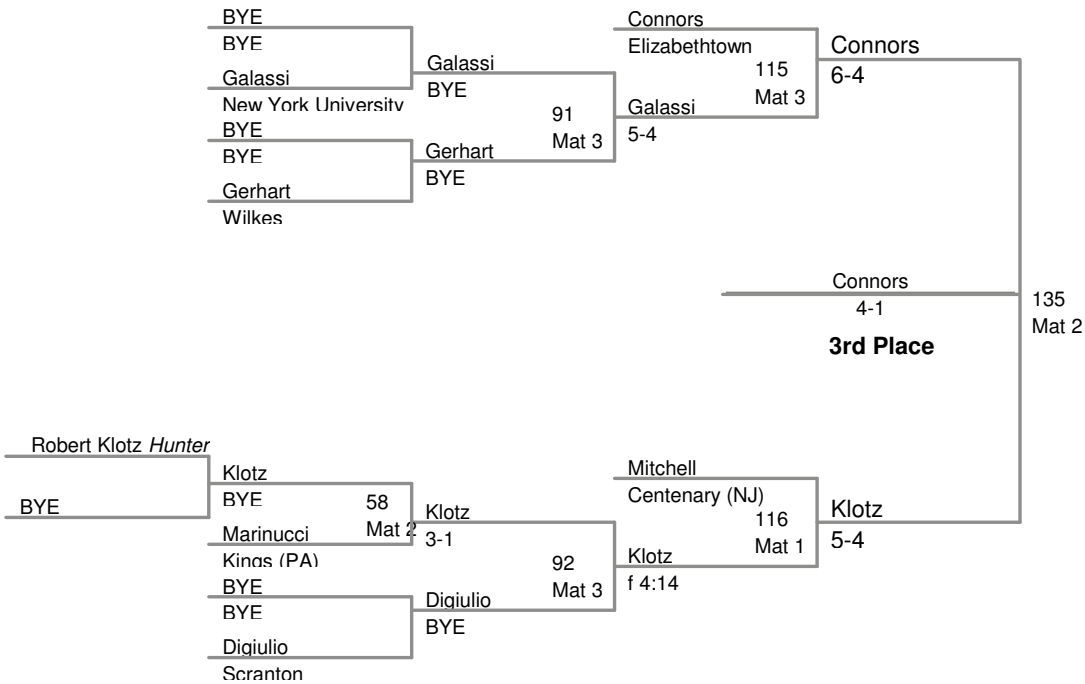 BYE
BYE
Galassi
New York University
BYE
BYE
Gerhart
Wilkes
Galassi
BYE
Gerhart
BYE
91
Mat 3
Connors
Elizabethtown
Galassi
5-4
115
Mat 3
Connors
6-4
Connors
4-1
3rd Place
135
Mat 2
Robert Klotz Hunter
BYE
Klotz
BYE
Marinucci
Kings (PA)
58
Mat 2
BYE
BYE
Digiulio
Scranton
Klotz
3-1
Digiulio
BYE
92
Mat 3
Mitchell
Centenary (NJ)
Klotz
f 4:14
116
Mat 1
Klotz
5-4